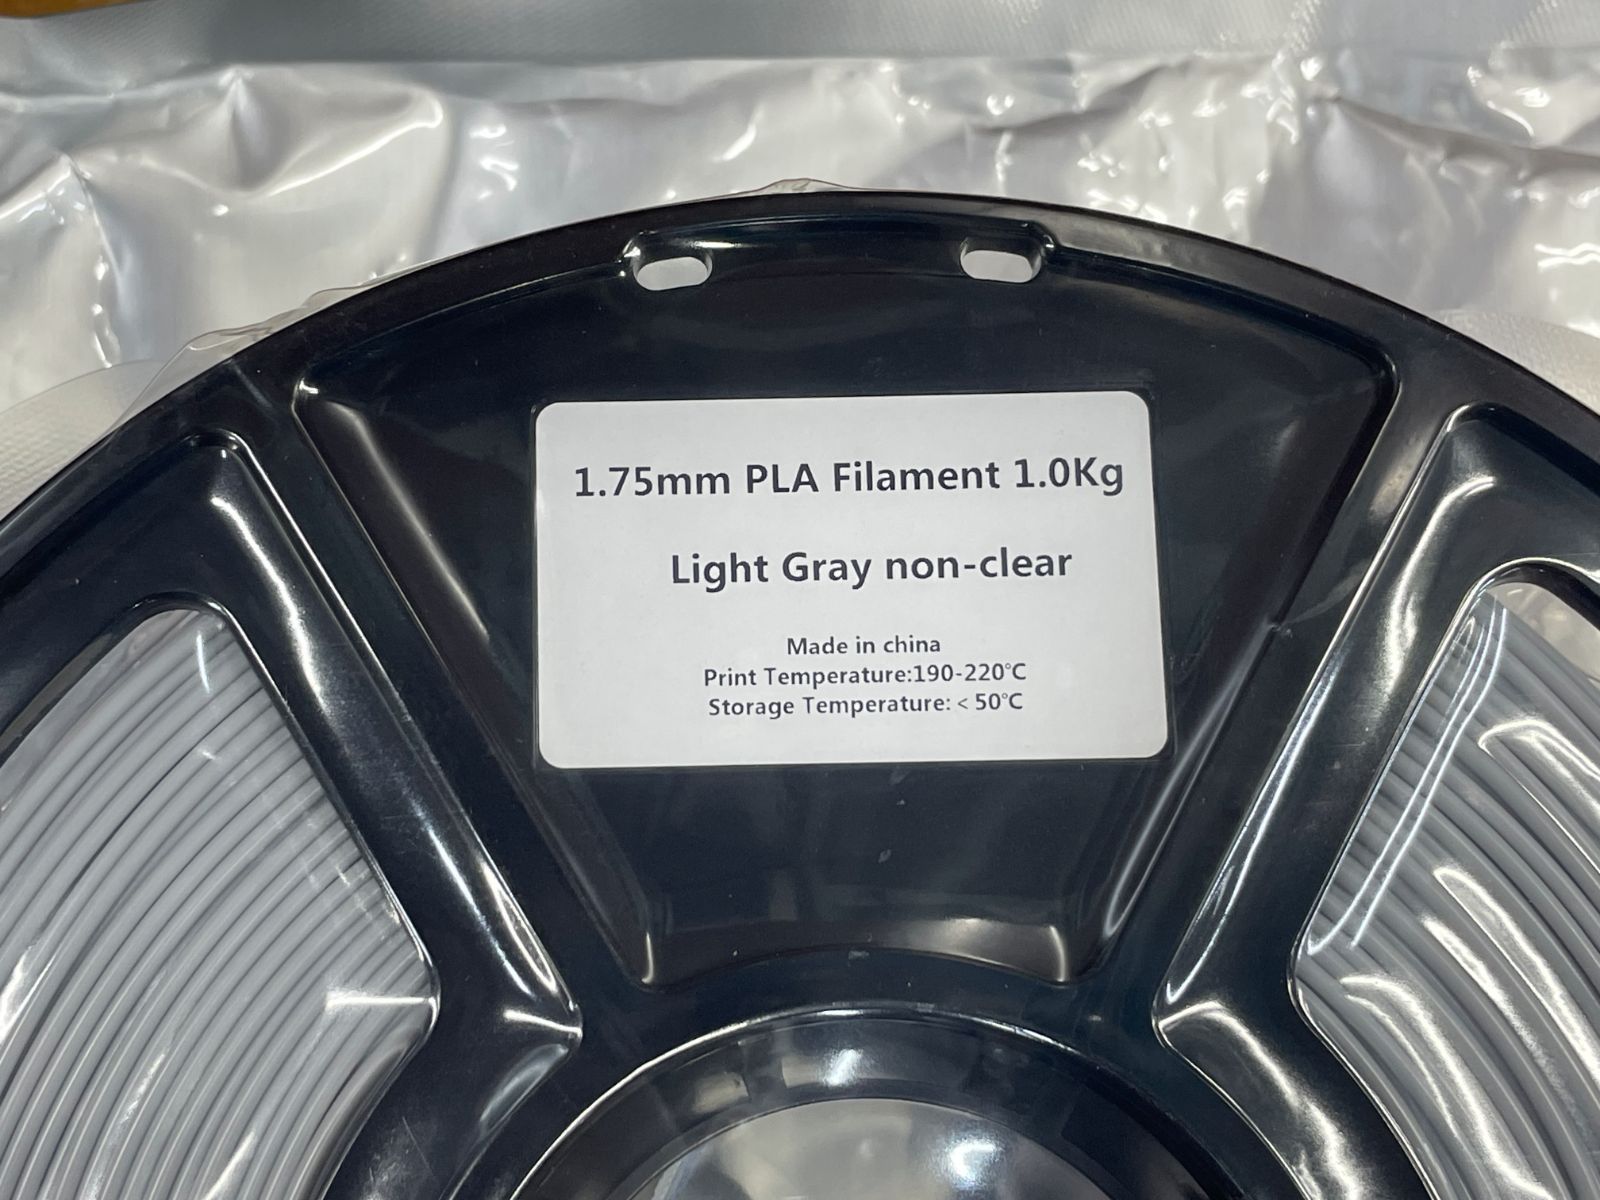 1.75mm PLA Filament 1.0Kg
Light Gray non-clear
Made in china
Print Temperature:190-220℃
Storage Temperature: < 50℃